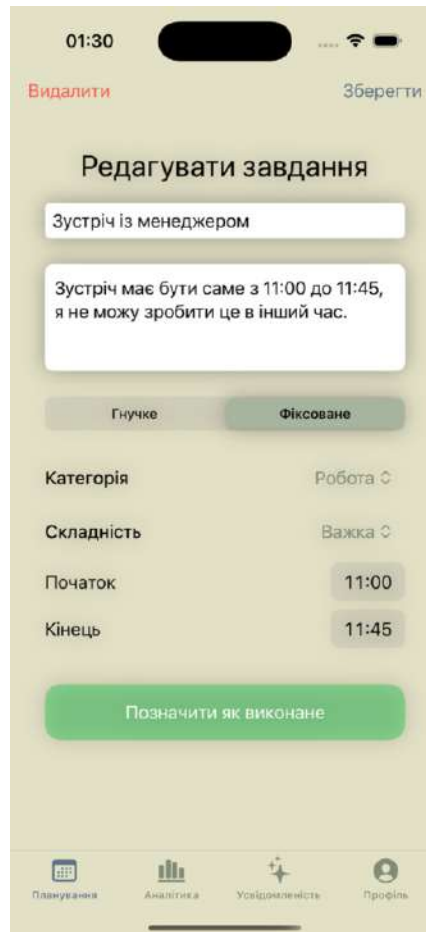 01:30
Видалити
Зберегти
Редагувати завдання
Зустріч із менеджером
Зустріч має бути саме з 11:00 до 11:45,
я не можу зробити це в інший час.
Гнучке
Фіксоване
Категорія
Робота
Складність
Важка
Початок
11:00
Кінець
11:45
Позначити як виконане
Планування
Аналітика
Усвідомленість
Профіль